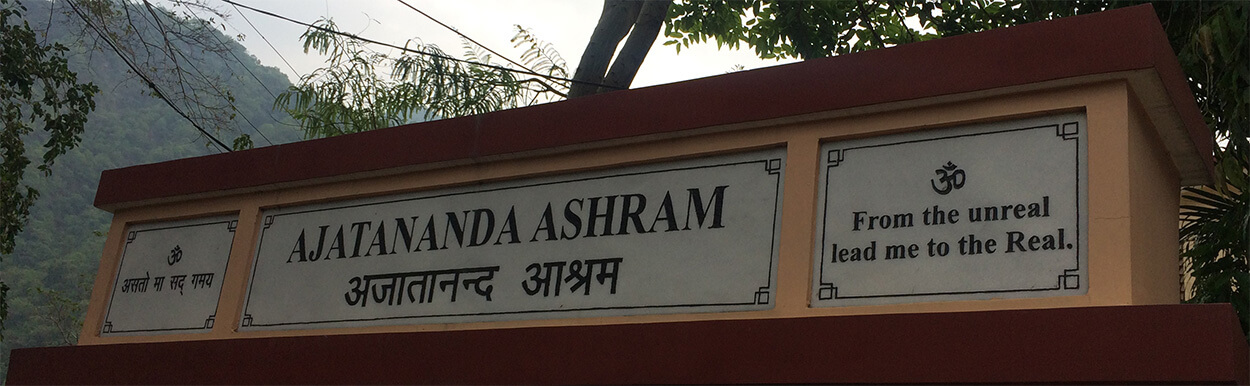 ॐ
असतो मा सद् गमय
AJATANANDA ASHRAM
अजातानन्द आश्रम
ॐ
From the unreal
lead me to the Real.